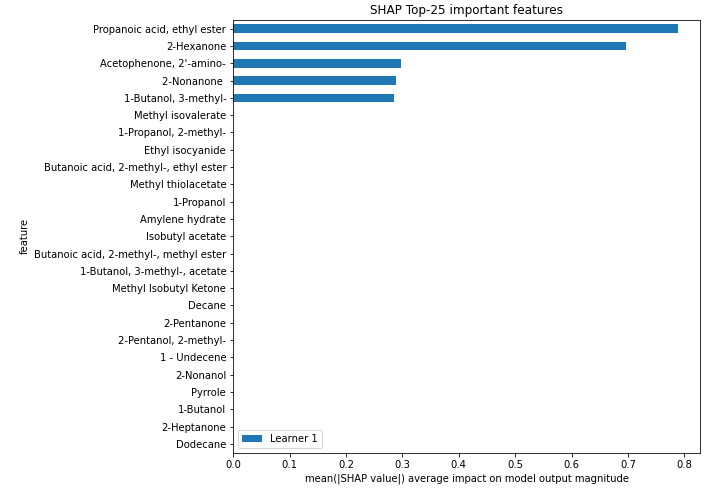 SHAP Top-25 important features
Propanoic acid, ethyl ester
2-Hexanone
Acetophenone, 2'-amino-
2-Nonanone
1-Butanol, 3-methyl-
Methyl isovalerate
1-Propanol, 2-methyl-
Ethyl isocyanide
Butanoic acid, 2-methyl-, ethyl ester
Methyl thiolacetate
1-Propanol
Amylene hydrate
Isobutyl acetate
Butanoic acid, 2-methyl-, methyl ester
1-Butanol, 3-methyl-, acetate
Methyl Isobutyl Ketone
Decane
2-Pentanone
2-Pentanol, 2-methyl-
1 - Undecene
2-Nonanol
Pyrrole
1-Butanol
2-Heptanone
Dodecane
feature
Learner 1
0.0 0.1 0.2 0.3 0.4 0.5 0.6 0.7 0.8
mean(|SHAP value|) average impact on model output magnitude